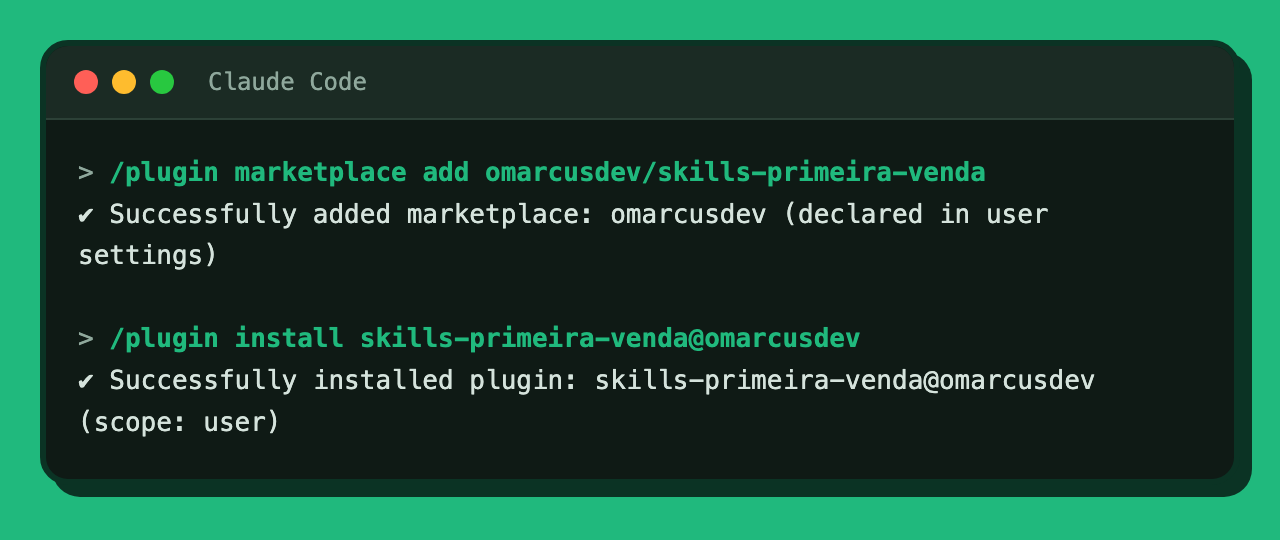 Claude Code
> /plugin marketplace add omarcusdev/skills-primeira-venda
✔ Successfully added marketplace: omarcusdev (declared in user
settings)
> /plugin install skills-primeira-venda@omarcusdev
✔ Successfully installed plugin: skills-primeira-venda@omarcusdev
(scope: user)